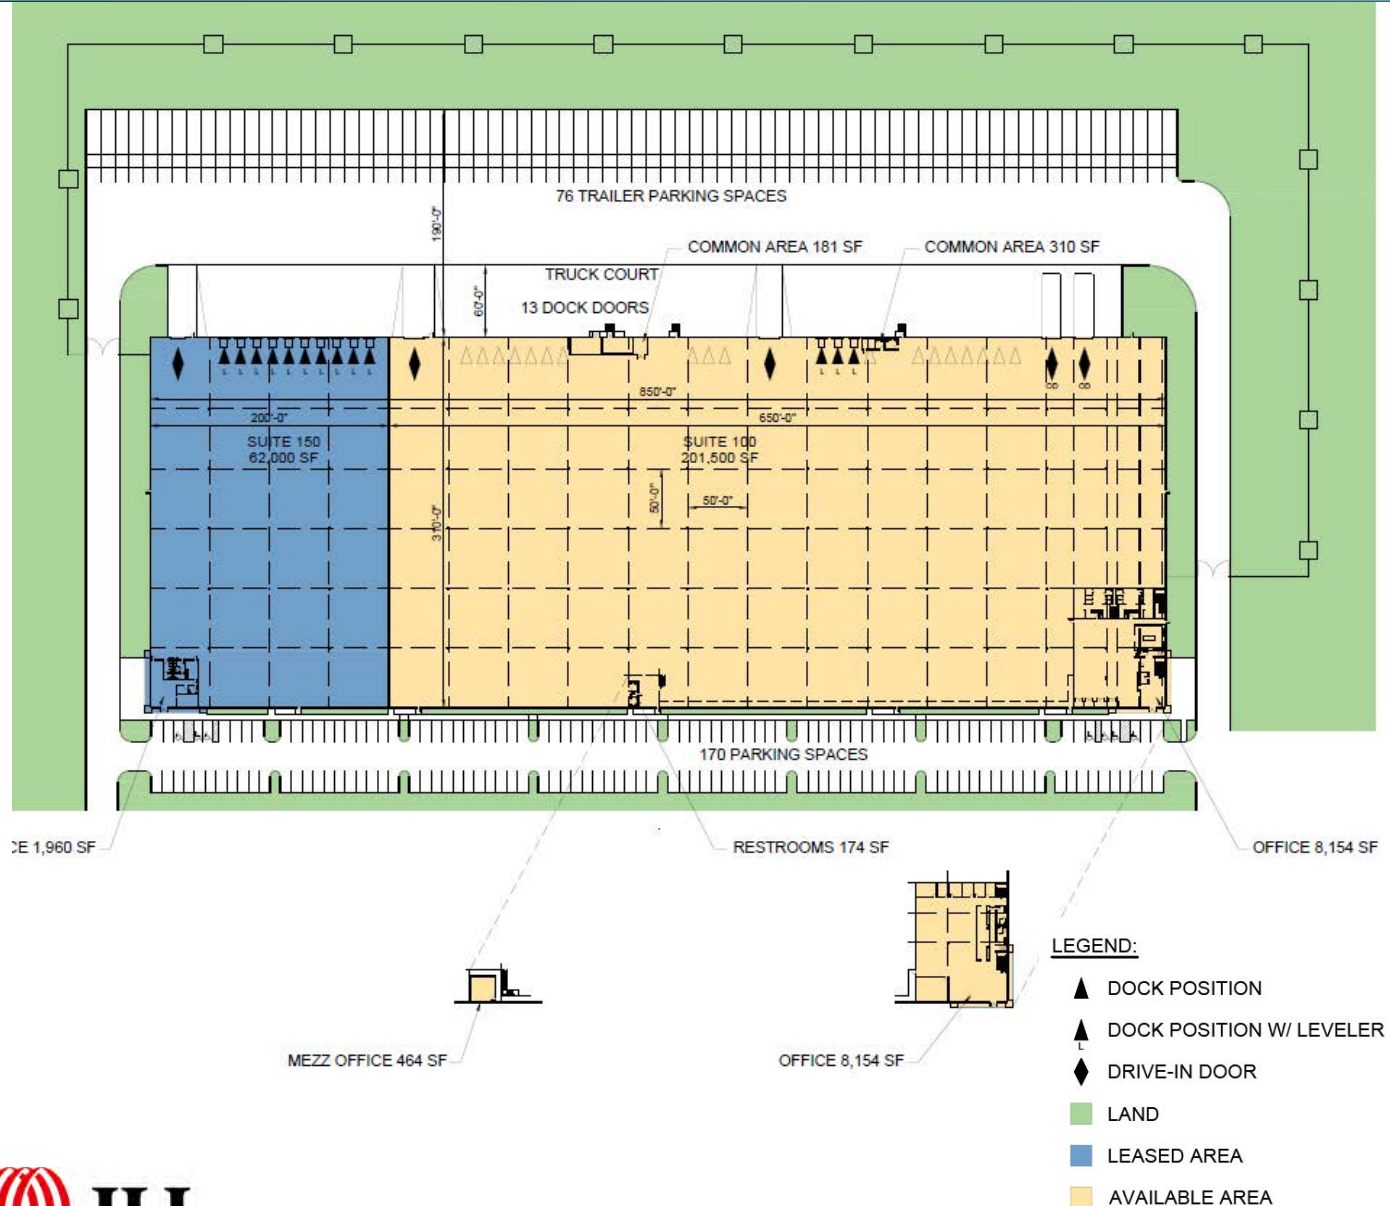 76 TRAILER PARKING SPACES
190'-0"
COMMON AREA 181 SF
COMMON AREA 310 SF
TRUCK COURT
60'-0"
13 DOCK DOORS
L L L L L L L L L L
L L L
OD OD
850'-0"
200'-0"
650'-0"
SUITE 150
62,000 SF
SUITE 100
201,500 SF
50'-0"
50'-0"
310'-0"
170 PARKING SPACES
CE 1,960 SF
RESTROOMS 174 SF
OFFICE 8,154 SF
MEZZ OFFICE 464 SF
OFFICE 8,154 SF
LEGEND:
DOCK POSITION
DOCK POSITION W/ LEVELER
L
DRIVE-IN DOOR
LAND
LEASED AREA
AVAILABLE AREA
JLL